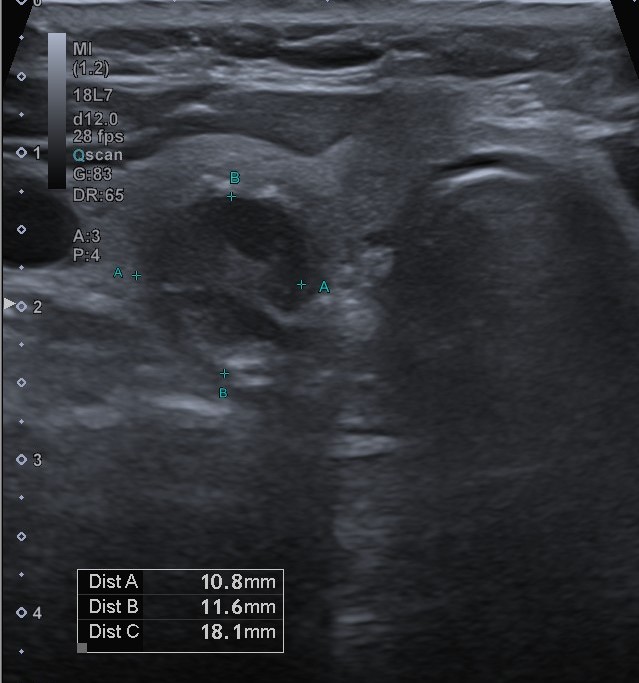 0
MI
(1.2)
18L7
d12.0
28 fps
Qscan
G:83
DR:65
A:3
P:4
1
B
A
A
2
B
3
Dist A 10.8mm
Dist B 11.6mm
Dist C 18.1mm
4